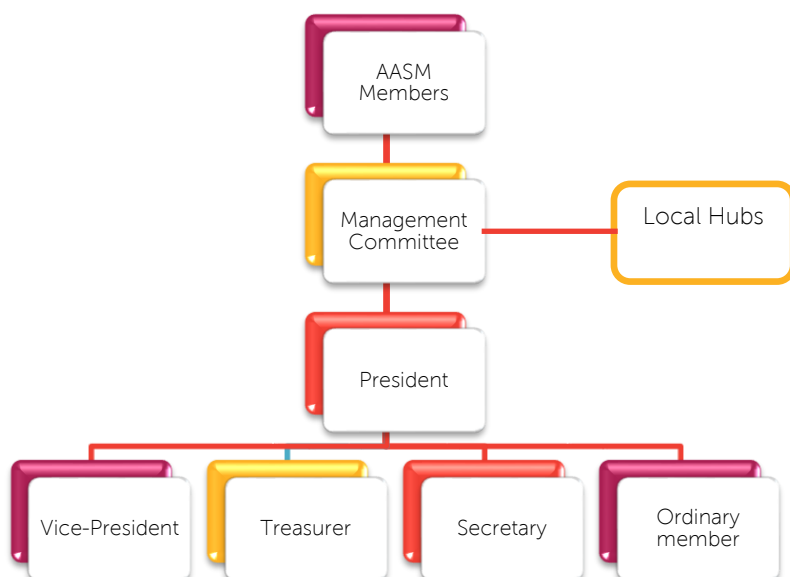 AASM
Members
Management
Committee
Local Hubs
President
Vice-President
Treasurer
Secretary
Ordinary
member